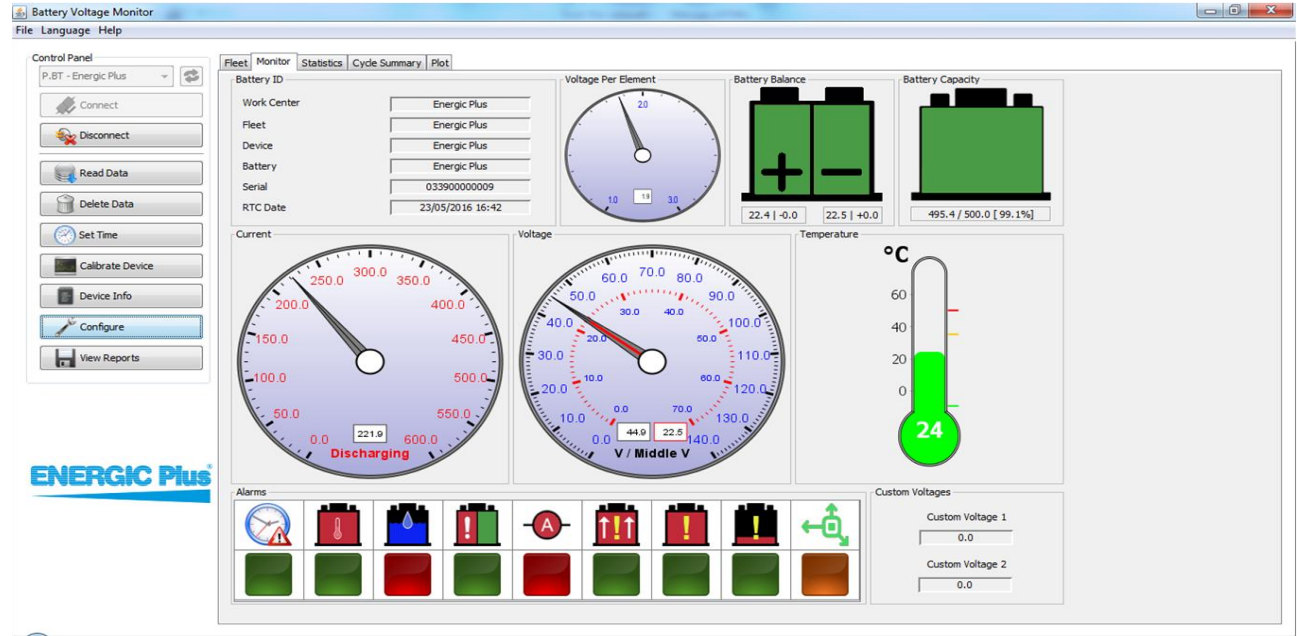 Battery Voltage Monitor
File Language Help
Control Panel
P.BT - Energic Plus
Connect
Disconnect
Read Data
Delete Data
Set Time
Calibrate Device
Device Info
Configure
View Reports
ENERGIC Plus
Fleet Monitor Statistics Cycle Summary Plot
Battery ID
Work Center Energic Plus
Fleet Energic Plus
Device Energic Plus
Battery Energic Plus
Serial 033900000009
RTC Date 23/05/2016 16:42
Voltage Per Element
2.0
1.0 3.0
1.9
Battery Balance
22.4 | -0.0 22.5 | +0.0
Battery Capacity
495.4 / 500.0 [ 99.1%]
Current
0.0
50.0
100.0
150.0
200.0
250.0
300.0
350.0
400.0
450.0
500.0
550.0
600.0
221.9
Discharging
Voltage
0.0
10.0
20.0
30.0
40.0
50.0
60.0
70.0
80.0
90.0
100.0
110.0
120.0
130.0
140.0
0.0
10.0
20.0
30.0
40.0
50.0
60.0
70.0
44.9 22.5
V / Middle V
Temperature
°C
60
40
20
0
24
Alarms
A
Custom Voltages
Custom Voltage 1
0.0
Custom Voltage 2
0.0